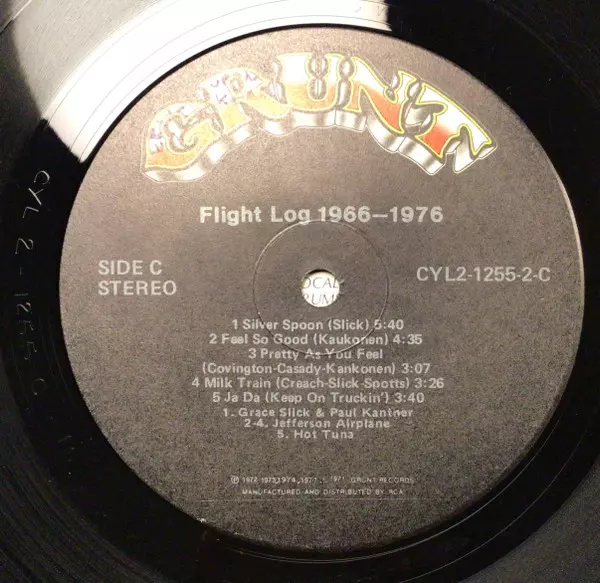 GRUNT
Flight Log 1966–1976
SIDE C
STEREO
CYL2-1255-2-C
1 Silver Spoon (Slick) 5:40
2 Feel So Good (Kaukonen) 4:35
3 Pretty As You Feel
(Covington-Casady-Kankonen) 3:07
4 Milk Train (Creach-Slick-Spotts) 3:26
5 Ja Da (Keep On Truckin') 3:40
1. Grace Slick & Paul Kantner
2-4. Jefferson Airplane
5. Hot Tuna
GRUNT RECORDS
MANUFACTURED AND DISTRIBUTED BY RCA
CYL2-1255 C